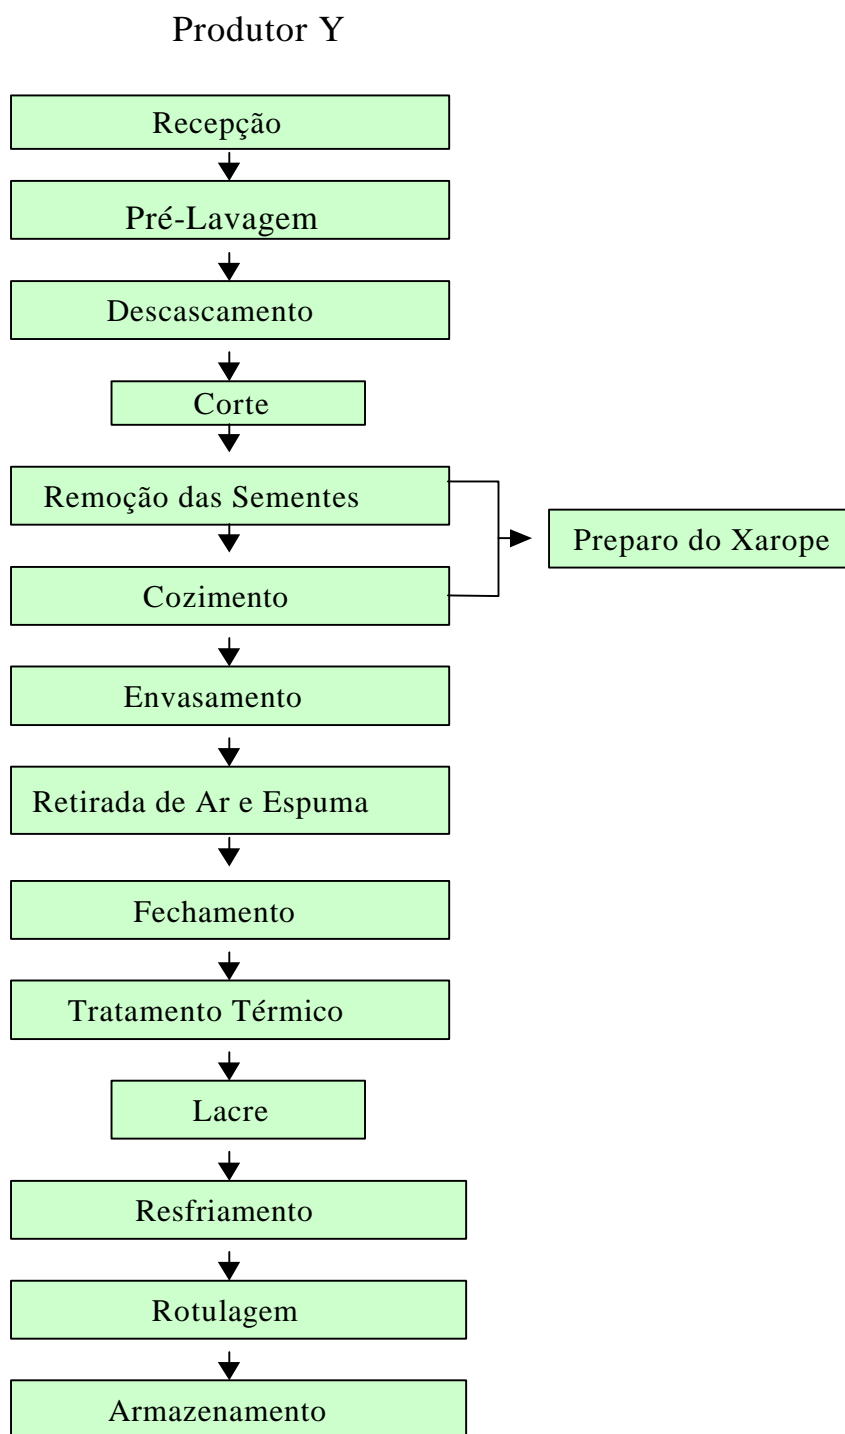 Produtor Y
Recepção
Pré-Lavagem
Descascamento
Corte
Remoção das Sementes
Preparo do Xarope
Cozimento
Envasamento
Retirada de Ar e Espuma
Fechamento
Tratamento Térmico
Lacre
Resfriamento
Rotulagem
Armazenamento